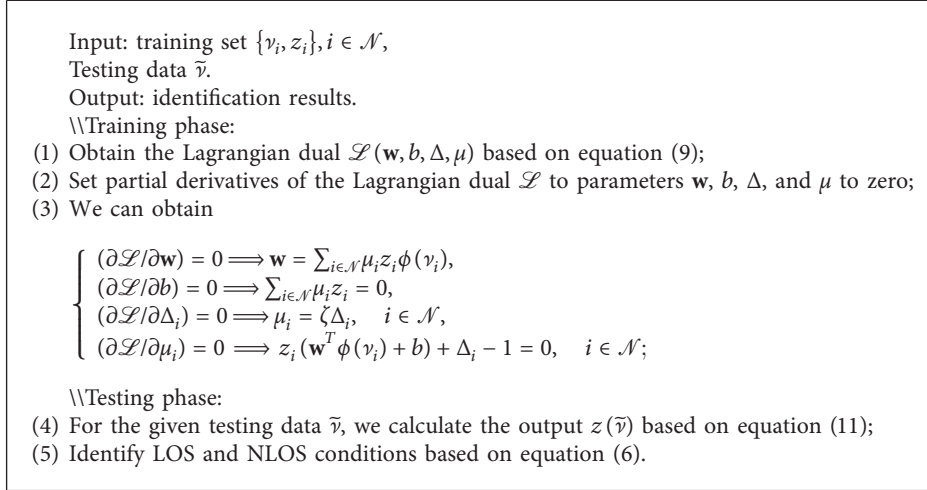 Input: training set {ν_i, z_i}, i ∈ 𝒩,
Testing data ν̃.
Output: identification results.
\\Training phase:
(1) Obtain the Lagrangian dual ℒ(𝐰, b, Δ, μ) based on equation (9);
(2) Set partial derivatives of the Lagrangian dual ℒ to parameters 𝐰, b, Δ, and μ to zero;
(3) We can obtain
(∂ℒ/∂𝐰) = 0 ⟹ 𝐰 = ∑_{i∈𝒩} μ_i z_i ϕ(ν_i),
(∂ℒ/∂b) = 0 ⟹ ∑_{i∈𝒩} μ_i z_i = 0,
(∂ℒ/∂Δ_i) = 0 ⟹ μ_i = ζΔ_i, i ∈ 𝒩,
(∂ℒ/∂μ_i) = 0 ⟹ z_i(𝐰^T ϕ(ν_i) + b) + Δ_i − 1 = 0, i ∈ 𝒩;
\\Testing phase:
(4) For the given testing data ν̃, we calculate the output z(ν̃) based on equation (11);
(5) Identify LOS and NLOS conditions based on equation (6).